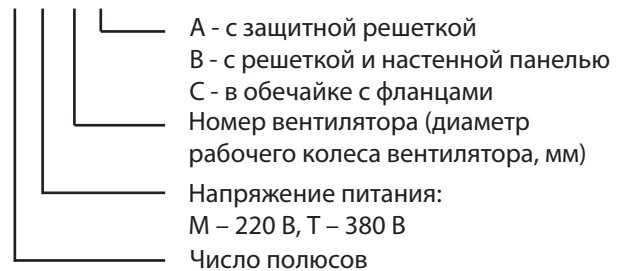 А - с защитной решеткой
В - с решеткой и настенной панелью
С - в обечайке с фланцами
Номер вентилятора (диаметр
рабочего колеса вентилятора, мм)
Напряжение питания:
М – 220 В, Т – 380 В
Число полюсов